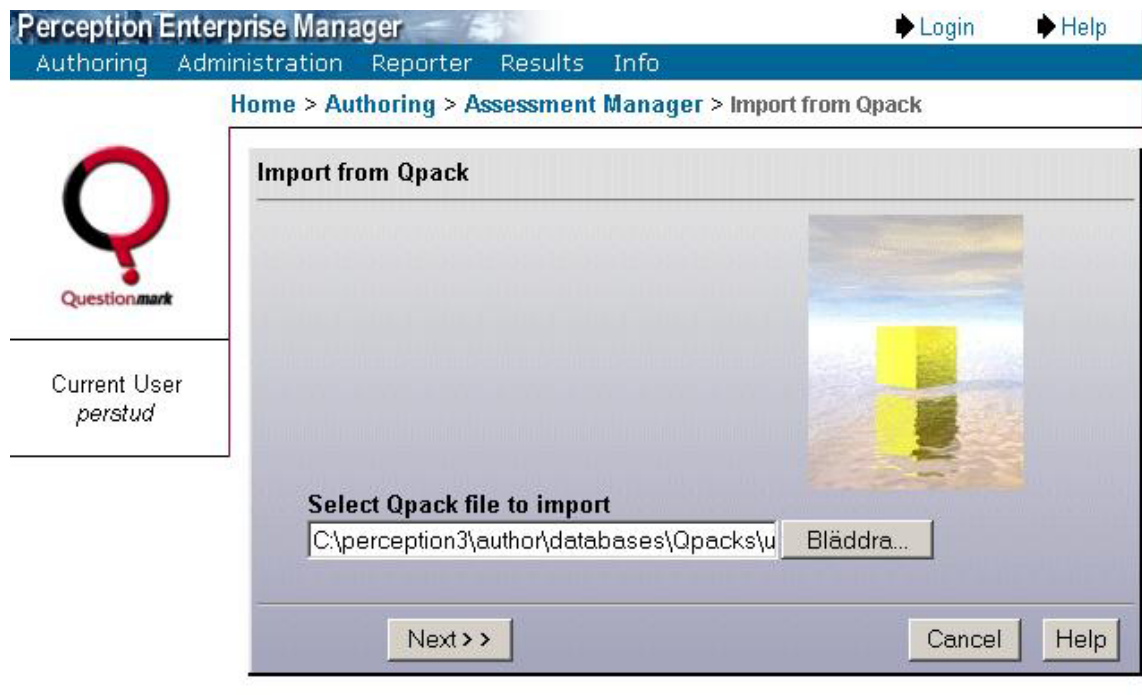 Perception Enterprise Manager
Login Help
Authoring Administration Reporter Results Info
Home > Authoring > Assessment Manager > Import from Qpack
Import from Qpack
Questionmark
Current User
perstud
Select Qpack file to import
C:\perception3\author\databases\Qpacks\u Bläddra...
Next > > Cancel Help